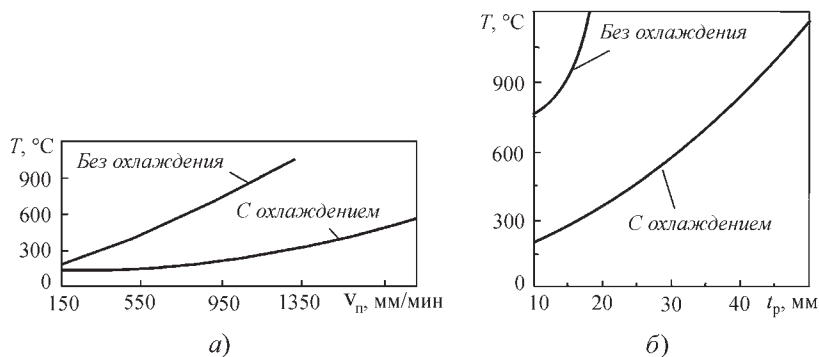 T, °C
900
600
300
0
Без охлаждения
С охлаждением
150 550 950 1350 vп, мм/мин
а)
T, °C
900
600
300
0
Без охлаждения
С охлаждением
10 20 30 40 tр, мм
б)